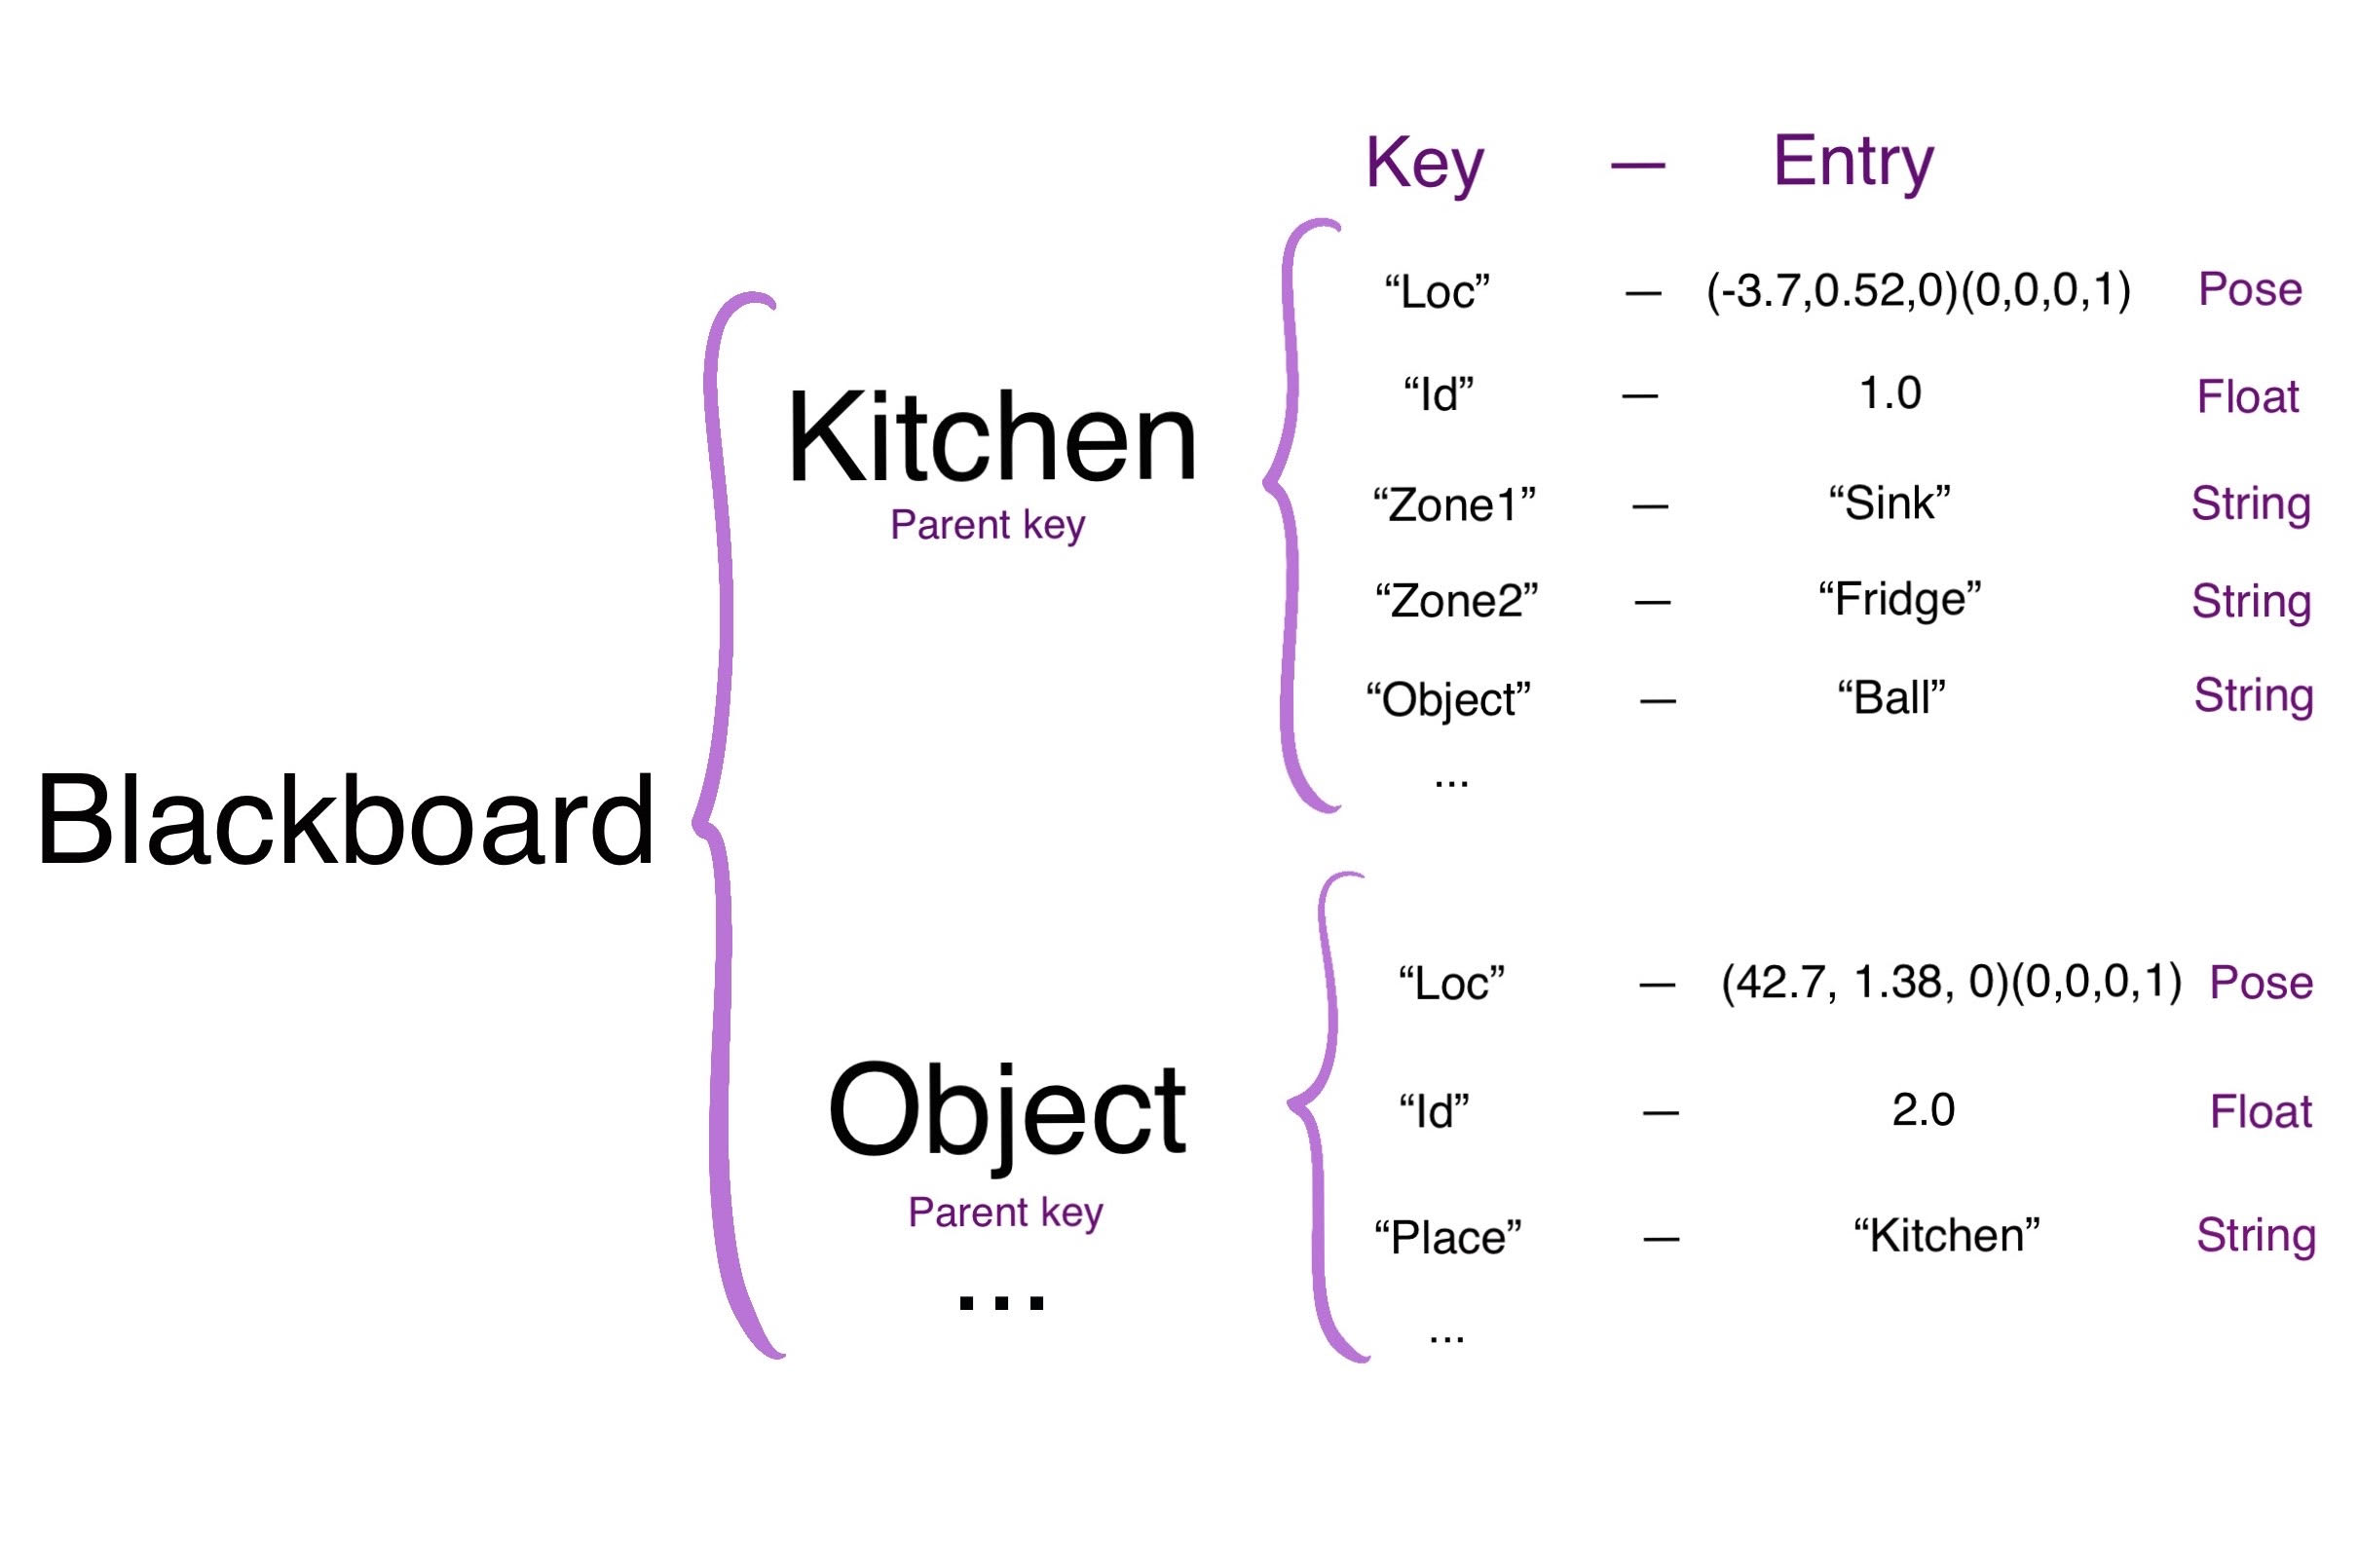 Key — Entry
“Loc” — (-3.7,0.52,0)(0,0,0,1) Pose
“Id” — 1.0 Float
Kitchen
Parent key
“Zone1” — “Sink” String
“Zone2” — “Fridge” String
“Object” — “Ball” String
...
Blackboard
“Loc” — (42.7, 1.38, 0)(0,0,0,1) Pose
“Id” — 2.0 Float
Object
Parent key
“Place” — “Kitchen” String
...
...